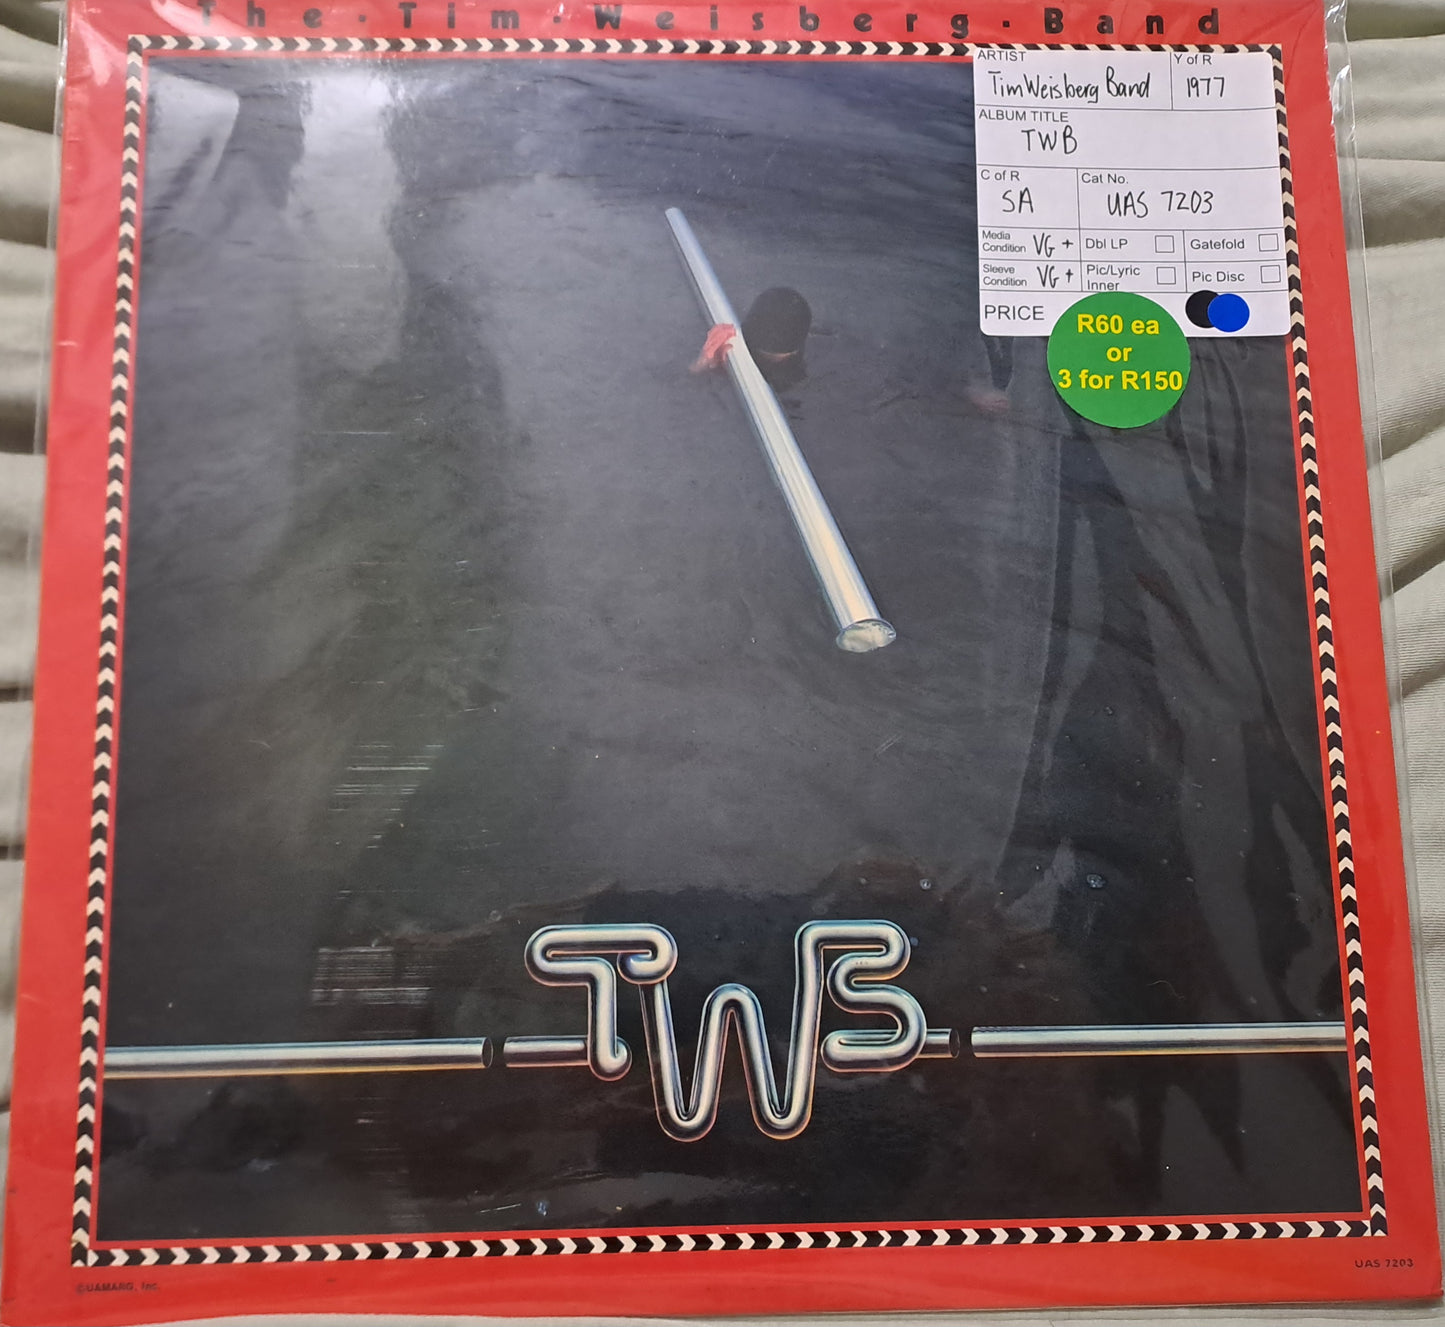 The · Tim · Weisberg · Band
ARTIST
Tim Weisberg Band
Y of R
1977
ALBUM TITLE
TWB
C of R
SA
Cat No.
UAS 7203
Media Condition VG +
Dbl LP
Gatefold
Sleeve Condition VG +
Pic/Lyric Inner
Pic Disc
PRICE
R60 ea
or
3 for R150
TWB
©UAMARG, Inc.
UAS 7203